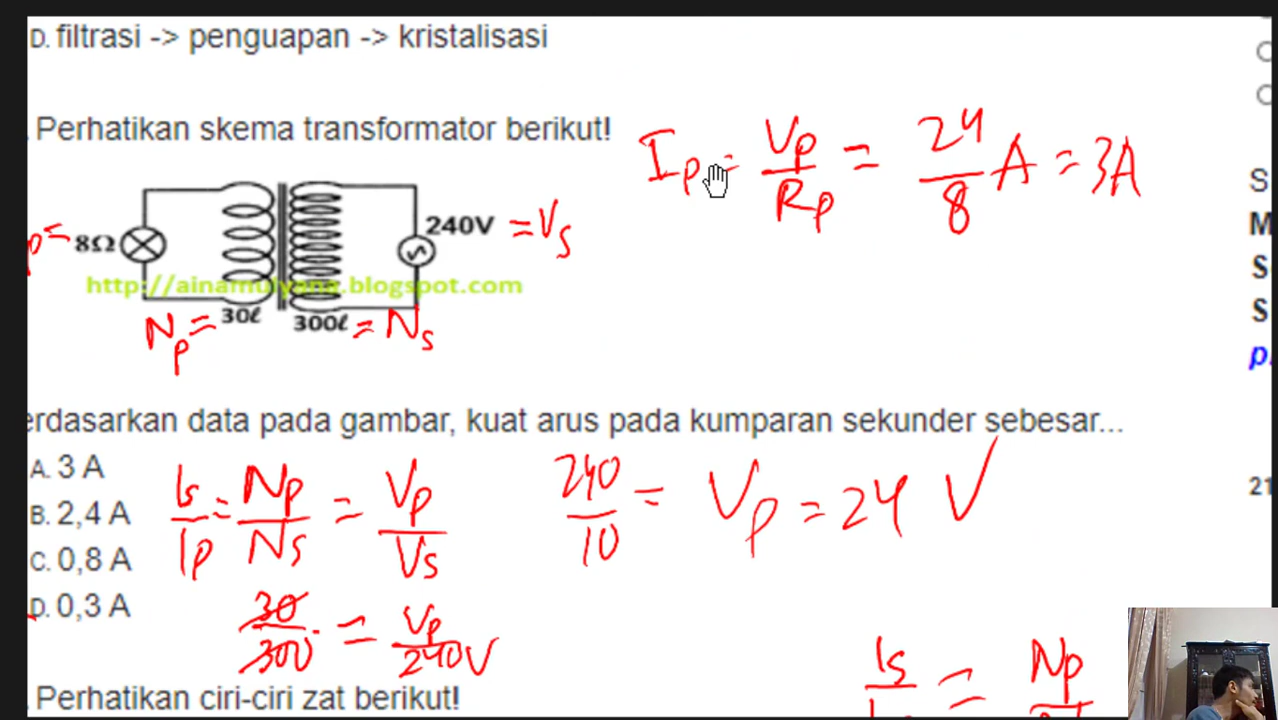 D. filtrasi -> penguapan -> kristalisasi
Perhatikan skema transformator berikut!
Ip = Vp/Rp = 24/8 A = 3A
p = 8Ω
240V = Vs
http://ainamulyana.blogspot.com
Np = 30ℓ
300ℓ = Ns
erdasarkan data pada gambar, kuat arus pada kumparan sekunder sebesar...
A. 3 A
B. 2,4 A
C. 0,8 A
D. 0,3 A
Is/Ip = Np/Ns = Vp/Vs
240/10 = Vp = 24 V
30/300 = Vp/240V
Is = Np
Perhatikan ciri-ciri zat berikut!
S
M
S
S
p.
21